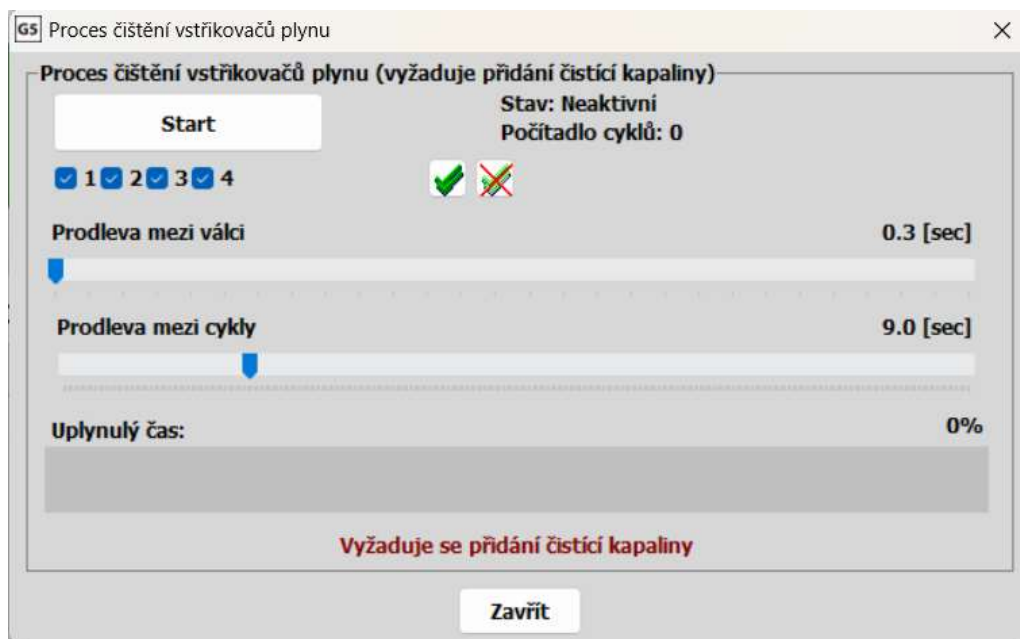 GS Proces čištění vstřikovačů plynu
Proces čištění vstřikovačů plynu (vyžaduje přidání čistící kapaliny)
Start
Stav: Neaktivní
Počítadlo cyklů: 0
1 2 3 4
Prodleva mezi válci 0.3 [sec]
Prodleva mezi cykly 9.0 [sec]
Uplynulý čas: 0%
Vyžaduje se přidání čistící kapaliny
Zavřít